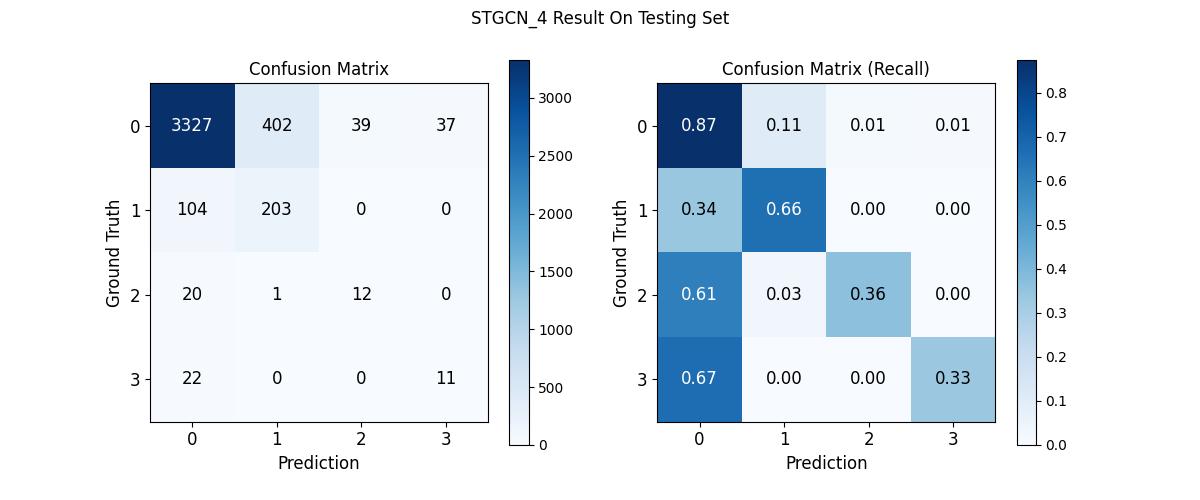 STGCN_4 Result On Testing Set
Confusion Matrix
Ground Truth
0 3327 402 39 37
1 104 203 0 0
2 20 1 12 0
3 22 0 0 11
0 1 2 3
Prediction
3000
2500
2000
1500
1000
500
0
Confusion Matrix (Recall)
Ground Truth
0 0.87 0.11 0.01 0.01
1 0.34 0.66 0.00 0.00
2 0.61 0.03 0.36 0.00
3 0.67 0.00 0.00 0.33
0 1 2 3
Prediction
0.8
0.7
0.6
0.5
0.4
0.3
0.2
0.1
0.0